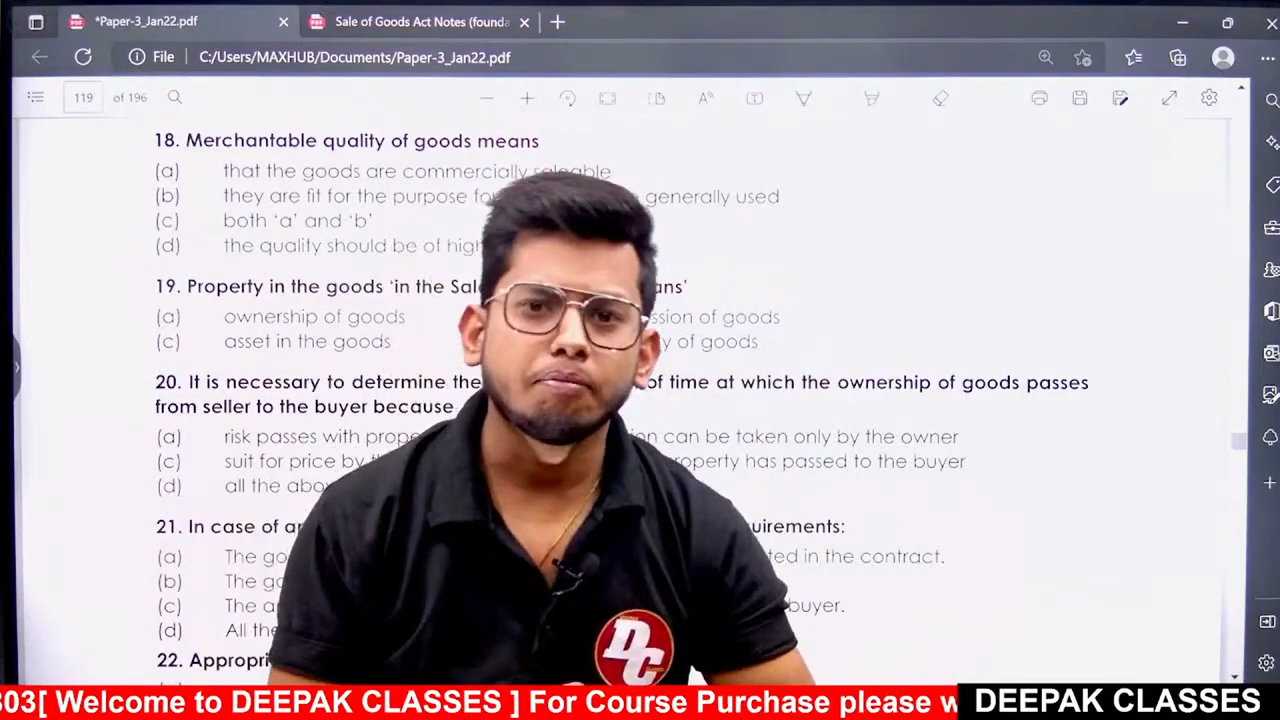 *Paper-3_Jan22.pdf
Sale of Goods Act Notes (founda
File
C:/Users/MAXHUB/Documents/Paper-3_Jan22.pdf
119 of 196
18. Merchantable quality of goods means
(a) that the goods are commercially saleable
(b) they are fit for the purpose for generally used
(c) both 'a' and 'b'
(d) the quality should be of high
19. Property in the goods 'in the Sale
(a) ownership of goods of goods
(c) asset in the goods of goods
20. It is necessary to determine the of time at which the ownership of goods passes
from seller to the buyer because
(a) risk passes with can be taken only by the owner
(c) suit for price by property has passed to the buyer
(d) all the
21. In case of
(a) The in the contract.
(b) The
(c) The buyer.
(d) All the
22.
[ Welcome to DEEPAK CLASSES ] For Course Purchase please
DEEPAK CLASSES
DC